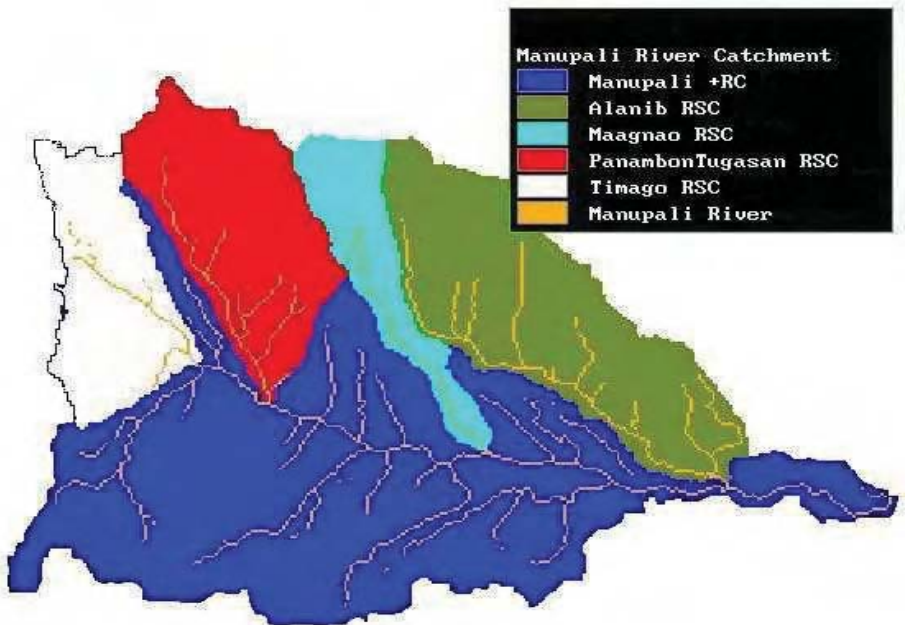 Manupali River Catchment
Manupali +RC
Alanib RSC
Maagnao RSC
PanambonTugasan RSC
Timago RSC
Manupali River